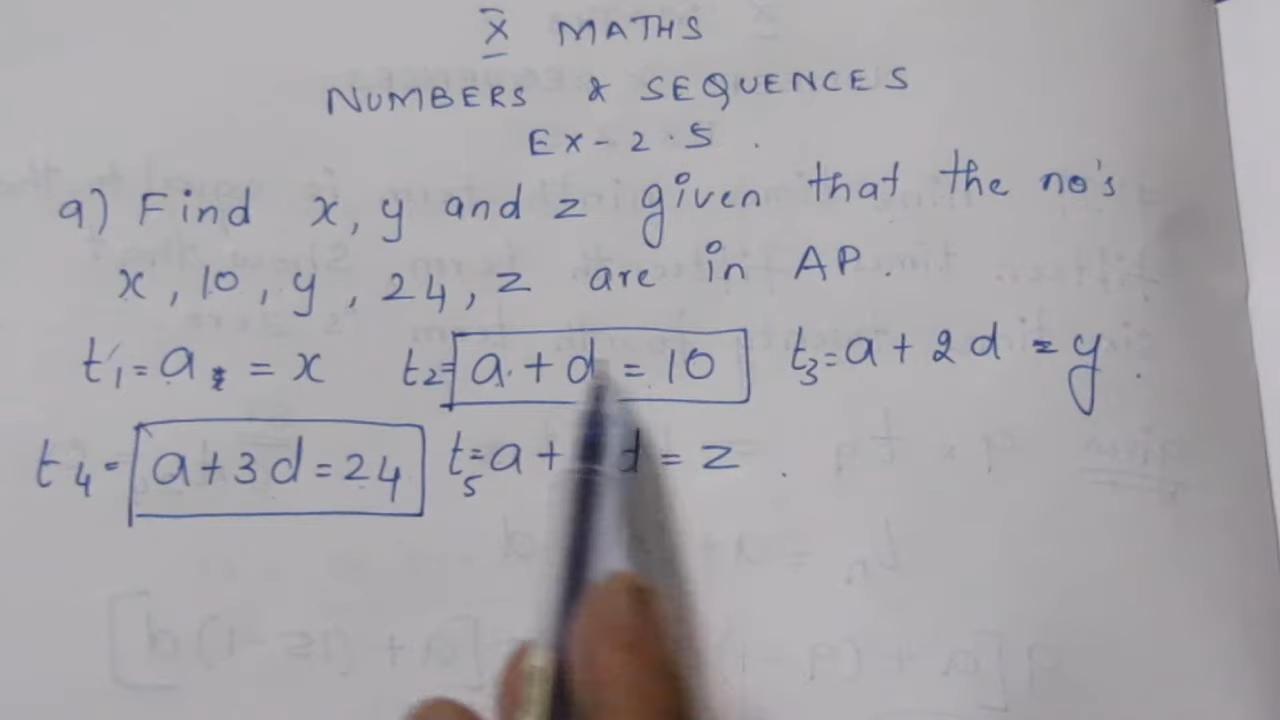 X MATHS
NUMBERS & SEQUENCES
EX-2.5.
9) Find x, y and z given that the no's
x, 10, y, 24, z are in AP.
t1 = a = x t2 = a + d = 10 t3 = a + 2d = y.
t4 = a + 3d = 24 t5 = a + d = z.